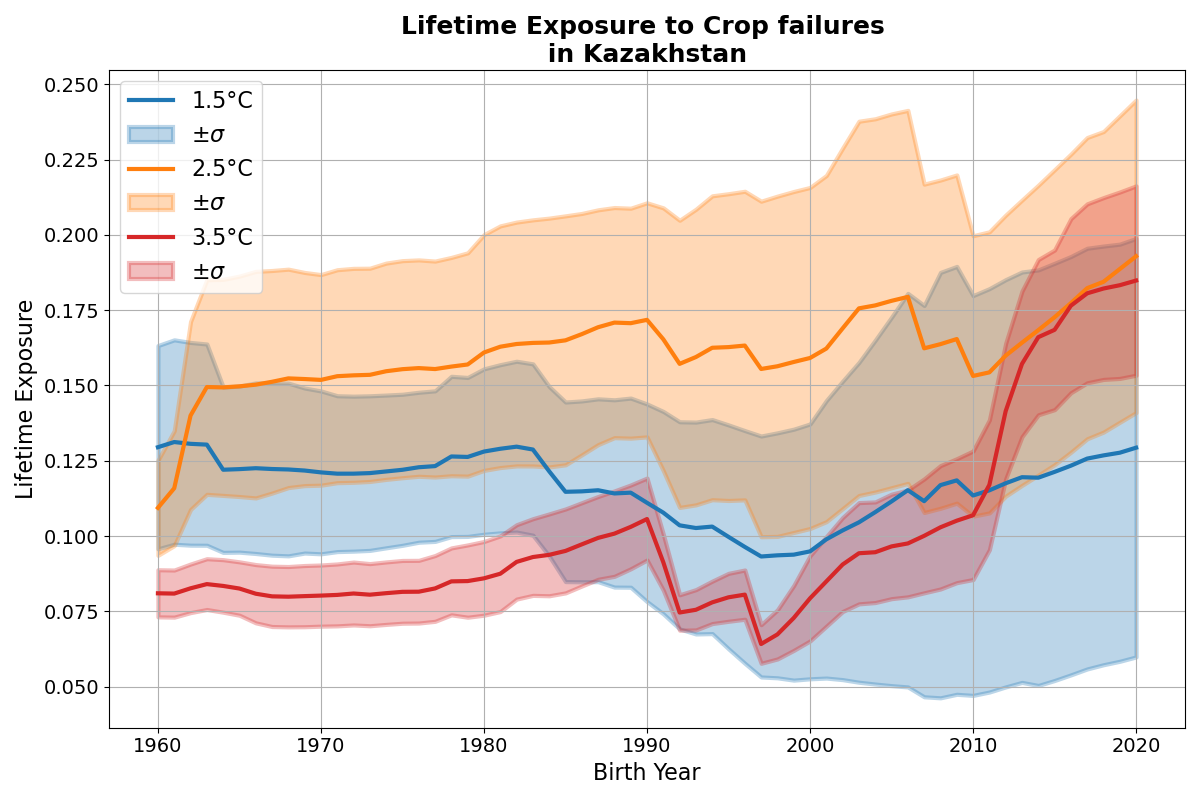 Lifetime Exposure to Crop failures
in Kazakhstan
1.5°C
±σ
2.5°C
±σ
3.5°C
±σ
Lifetime Exposure
0.250
0.225
0.200
0.175
0.150
0.125
0.100
0.075
0.050
1960 1970 1980 1990 2000 2010 2020
Birth Year